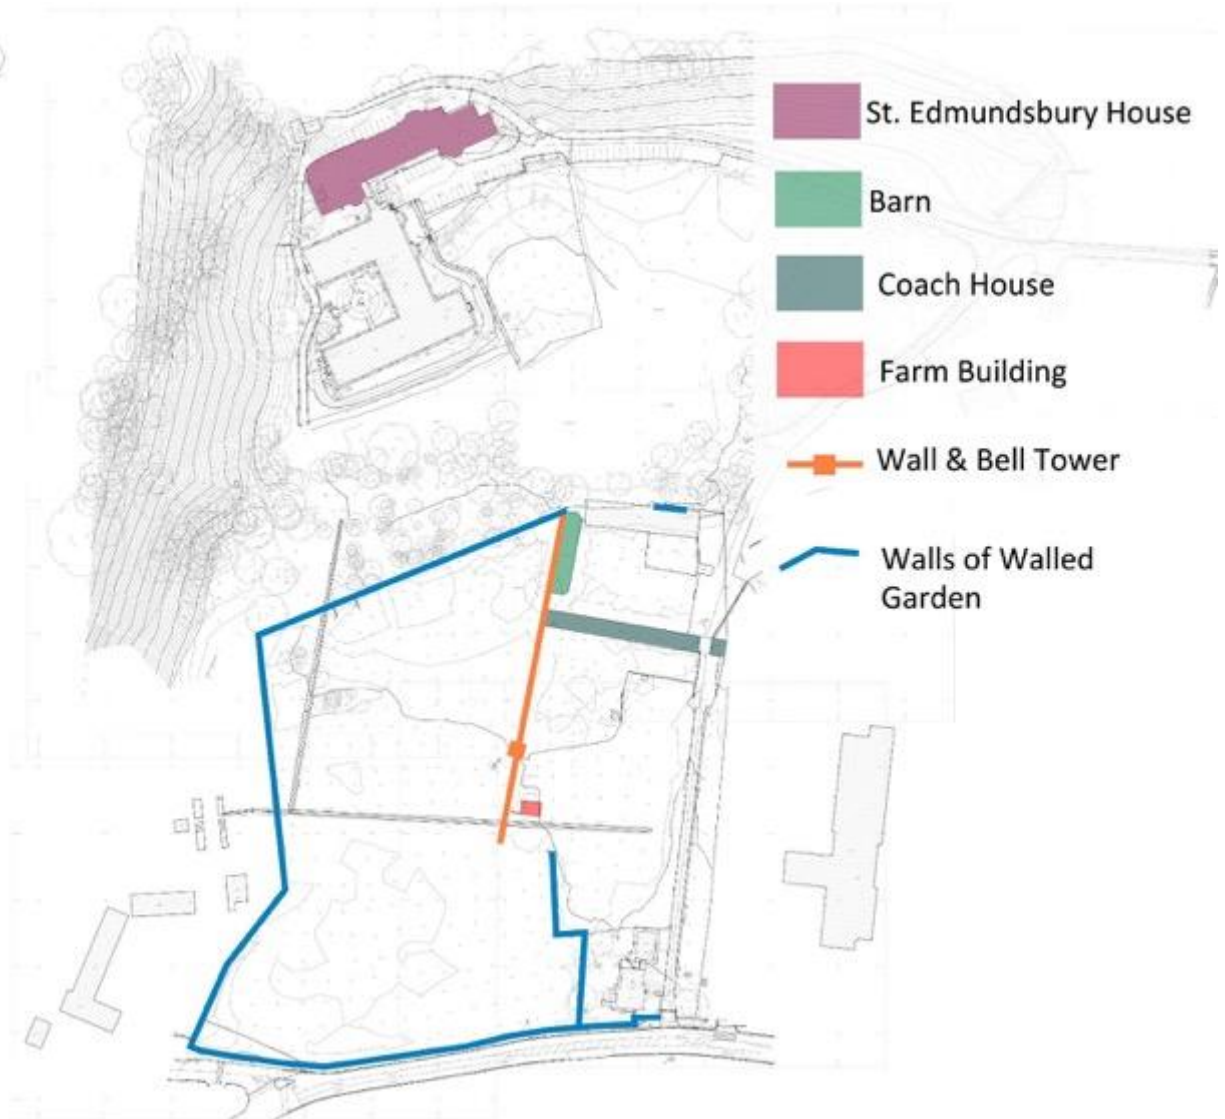 St. Edmundsbury House
Barn
Coach House
Farm Building
Wall & Bell Tower
Walls of Walled
Garden